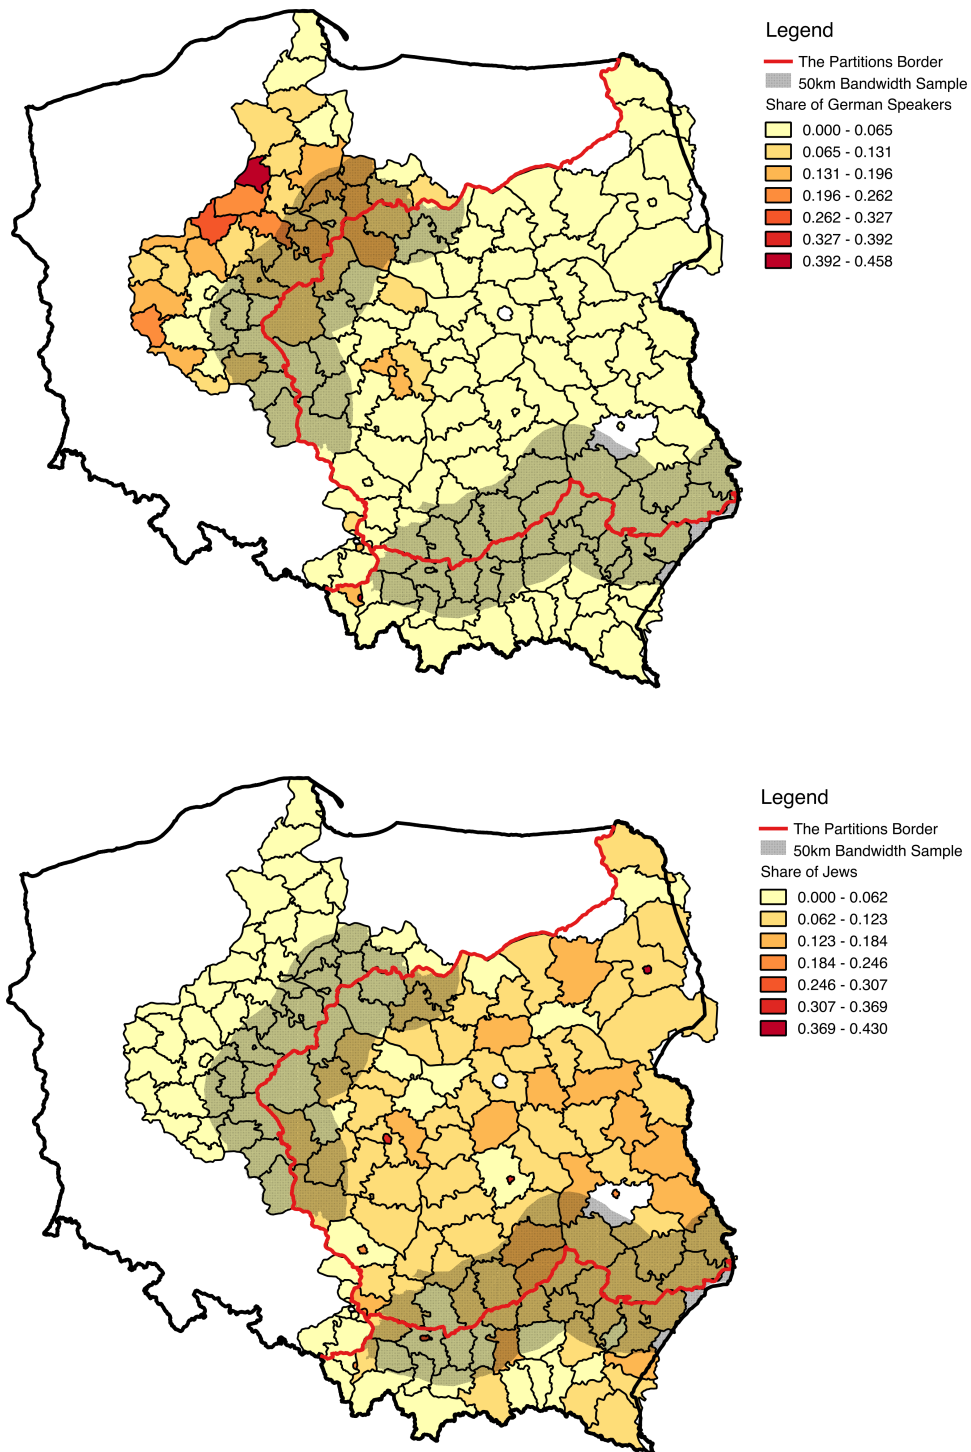 Legend
The Partitions Border
50km Bandwidth Sample
Share of German Speakers
0.000 - 0.065
0.065 - 0.131
0.131 - 0.196
0.196 - 0.262
0.262 - 0.327
0.327 - 0.392
0.392 - 0.458
Legend
The Partitions Border
50km Bandwidth Sample
Share of Jews
0.000 - 0.062
0.062 - 0.123
0.123 - 0.184
0.184 - 0.246
0.246 - 0.307
0.307 - 0.369
0.369 - 0.430